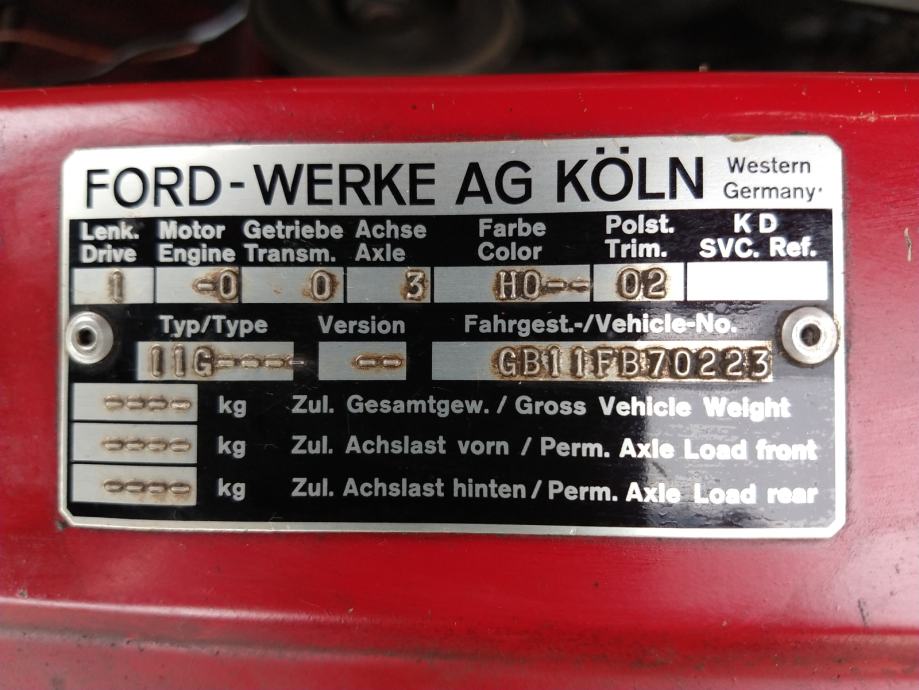 FORD-WERKE AG KÖLN Western Germany
Lenk. Motor Getriebe Achse Farbe Polst. KD
Drive Engine Transm. Axle Color Trim. SVC. Ref.
1 -0 0 3 H0-- 02
Typ/Type Version Fahrgest.-/Vehicle-No.
11G---- -- GB11FB70223
---- kg Zul. Gesamtgew. / Gross Vehicle Weight
---- kg Zul. Achslast vorn / Perm. Axle Load front
---- kg Zul. Achslast hinten / Perm. Axle Load rear